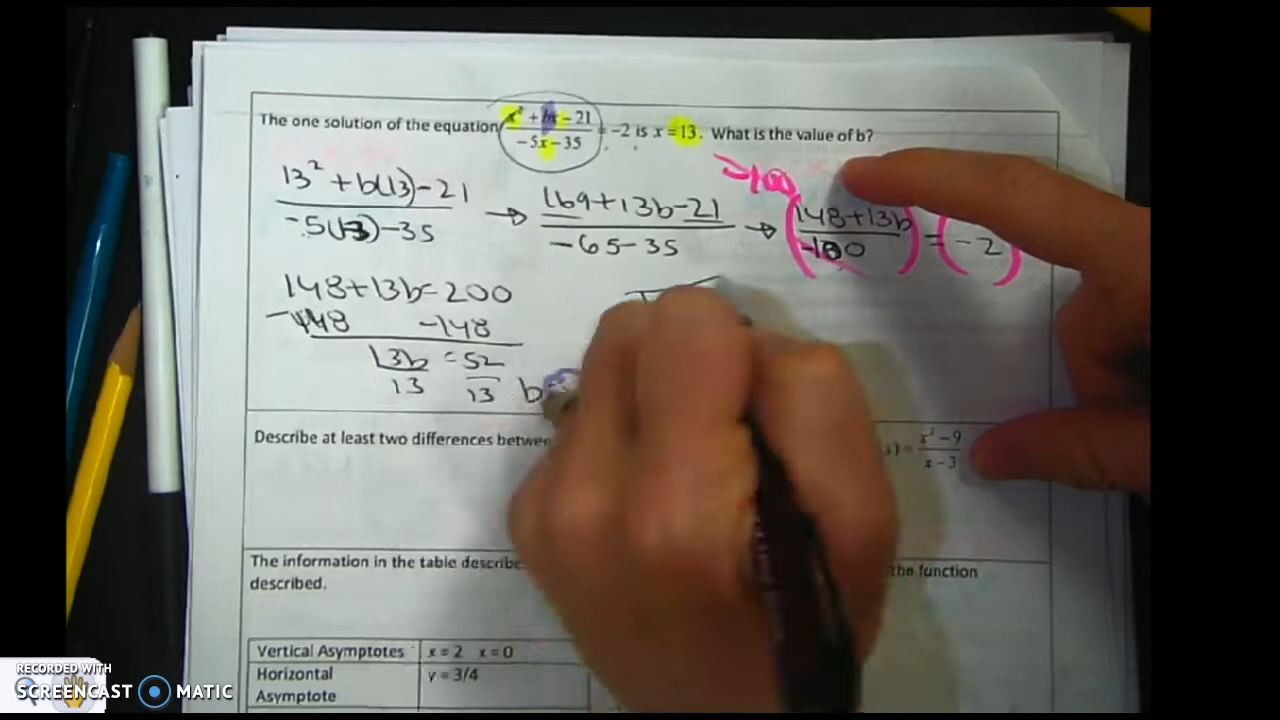 The one solution of the equation x² + bx − 21 / −5x − 35 = −2 is x = 13. What is the value of b?
13² + b(13) − 21 / −5(13) − 35 → 169 + 13b − 21 / −65 − 35 → (148 + 13b / −100) = (−2)
−100
148 + 13b = 200
−148 −148
13b = 52
13 13 b =
Describe at least two differences between
x² − 9 / x − 3
The information in the table describe
the function
described.
Vertical Asymptotes x = 2 x = 0
Horizontal y = 3/4
Asymptote
RECORDED WITH
SCREENCAST MATIC